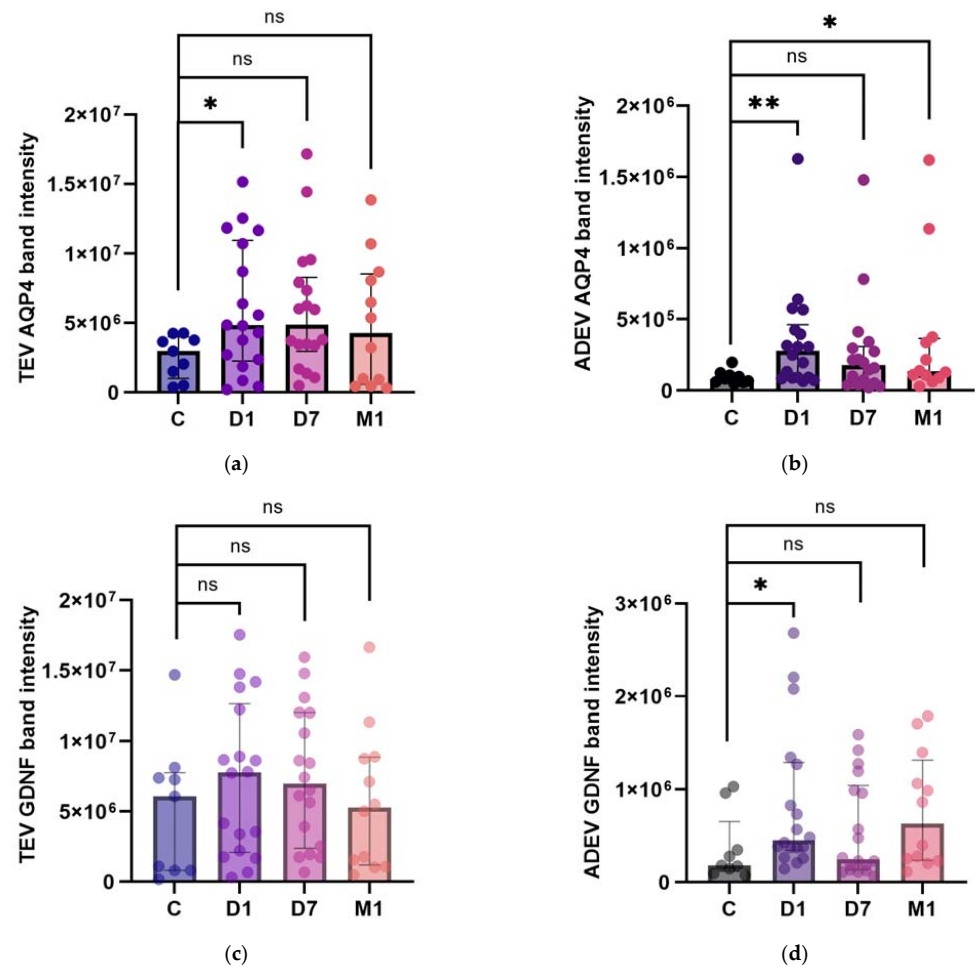 ns
ns
*
TEV AQP4 band intensity
2×10⁷
1.5×10⁷
1×10⁷
5×10⁶
0
C D1 D7 M1
(a)
*
ns
**
ADEV AQP4 band intensity
2×10⁶
1.5×10⁶
1×10⁶
5×10⁵
0
C D1 D7 M1
(b)
ns
ns
ns
TEV GDNF band intensity
2×10⁷
1.5×10⁷
1×10⁷
5×10⁶
0
C D1 D7 M1
(c)
ns
ns
*
ADEV GDNF band intensity
3×10⁶
2×10⁶
1×10⁶
0
C D1 D7 M1
(d)